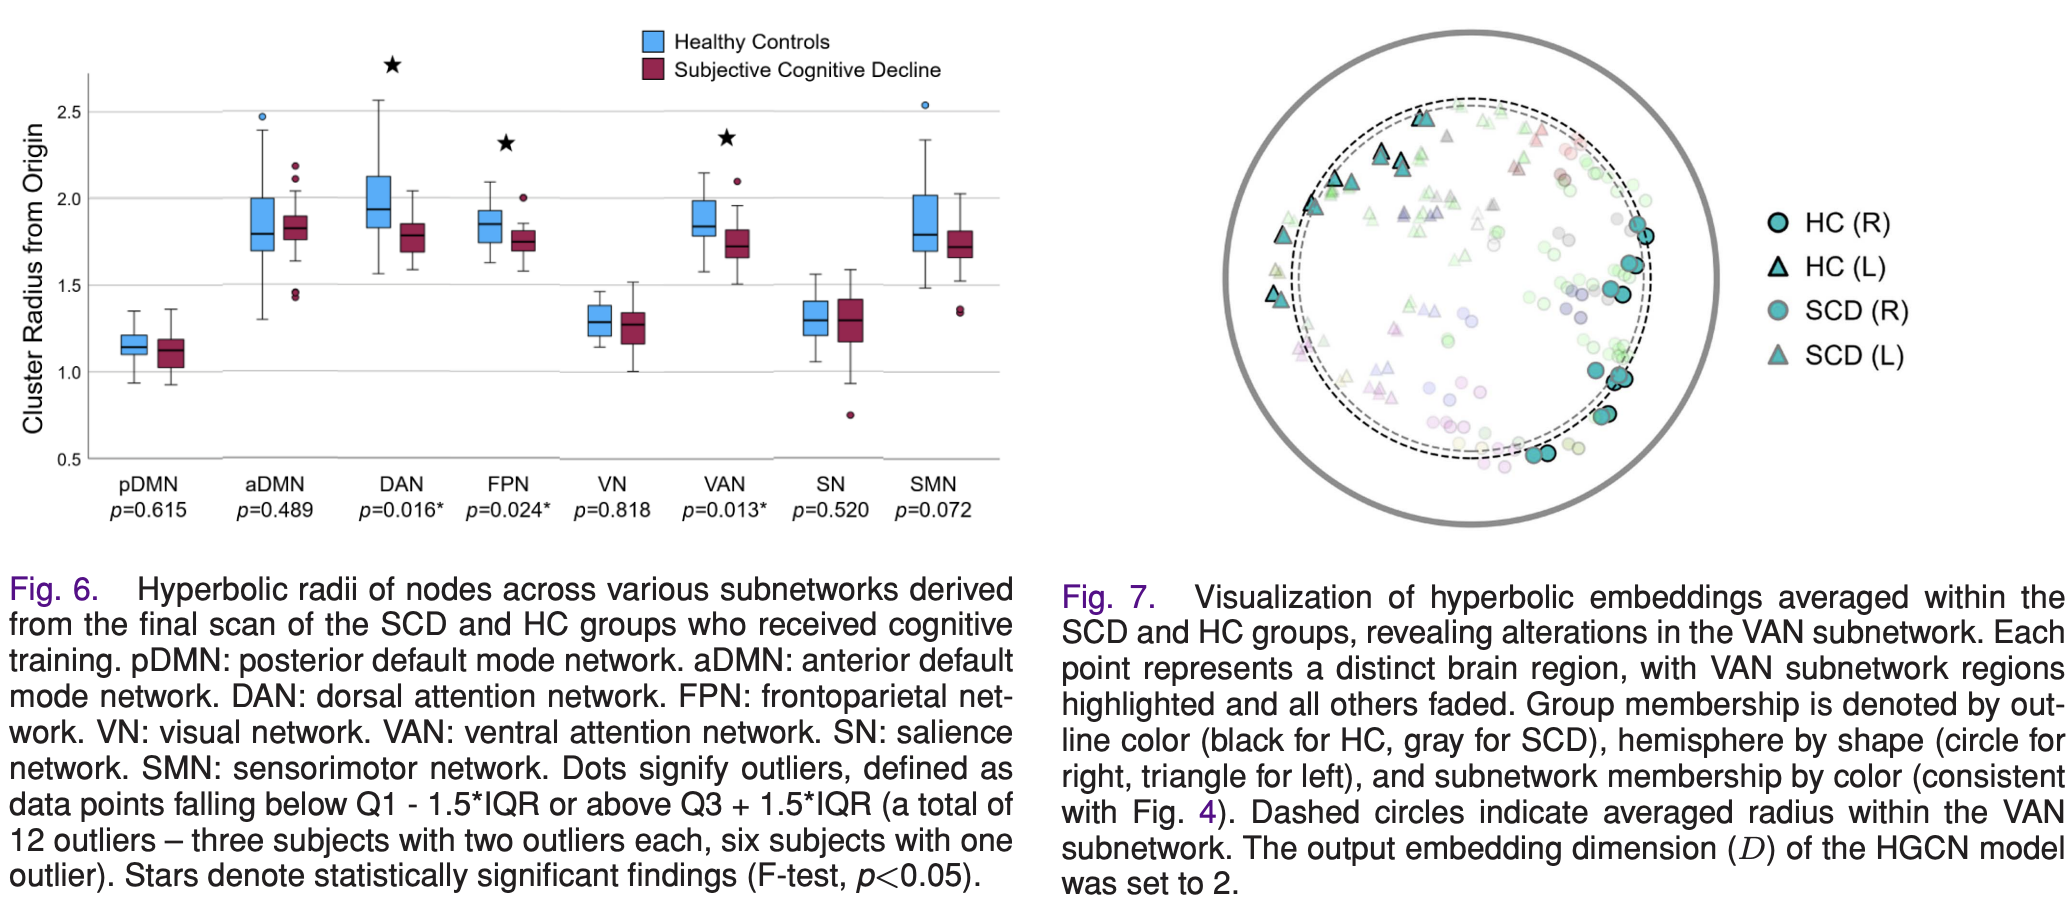 Healthy Controls
Subjective Cognitive Decline
Cluster Radius from Origin
2.5
2.0
1.5
1.0
0.5
pDMN aDMN DAN FPN VN VAN SN SMN
p=0.615 p=0.489 p=0.016* p=0.024* p=0.818 p=0.013* p=0.520 p=0.072
Fig. 6. Hyperbolic radii of nodes across various subnetworks derived
from the final scan of the SCD and HC groups who received cognitive
training. pDMN: posterior default mode network. aDMN: anterior default
mode network. DAN: dorsal attention network. FPN: frontoparietal net-
work. VN: visual network. VAN: ventral attention network. SN: salience
network. SMN: sensorimotor network. Dots signify outliers, defined as
data points falling below Q1 - 1.5*IQR or above Q3 + 1.5*IQR (a total of
12 outliers – three subjects with two outliers each, six subjects with one
outlier). Stars denote statistically significant findings (F-test, p<0.05).
HC (R)
HC (L)
SCD (R)
SCD (L)
Fig. 7. Visualization of hyperbolic embeddings averaged within the
SCD and HC groups, revealing alterations in the VAN subnetwork. Each
point represents a distinct brain region, with VAN subnetwork regions
highlighted and all others faded. Group membership is denoted by out-
line color (black for HC, gray for SCD), hemisphere by shape (circle for
right, triangle for left), and subnetwork membership by color (consistent
with Fig. 4). Dashed circles indicate averaged radius within the VAN
subnetwork. The output embedding dimension (D) of the HGCN model
was set to 2.